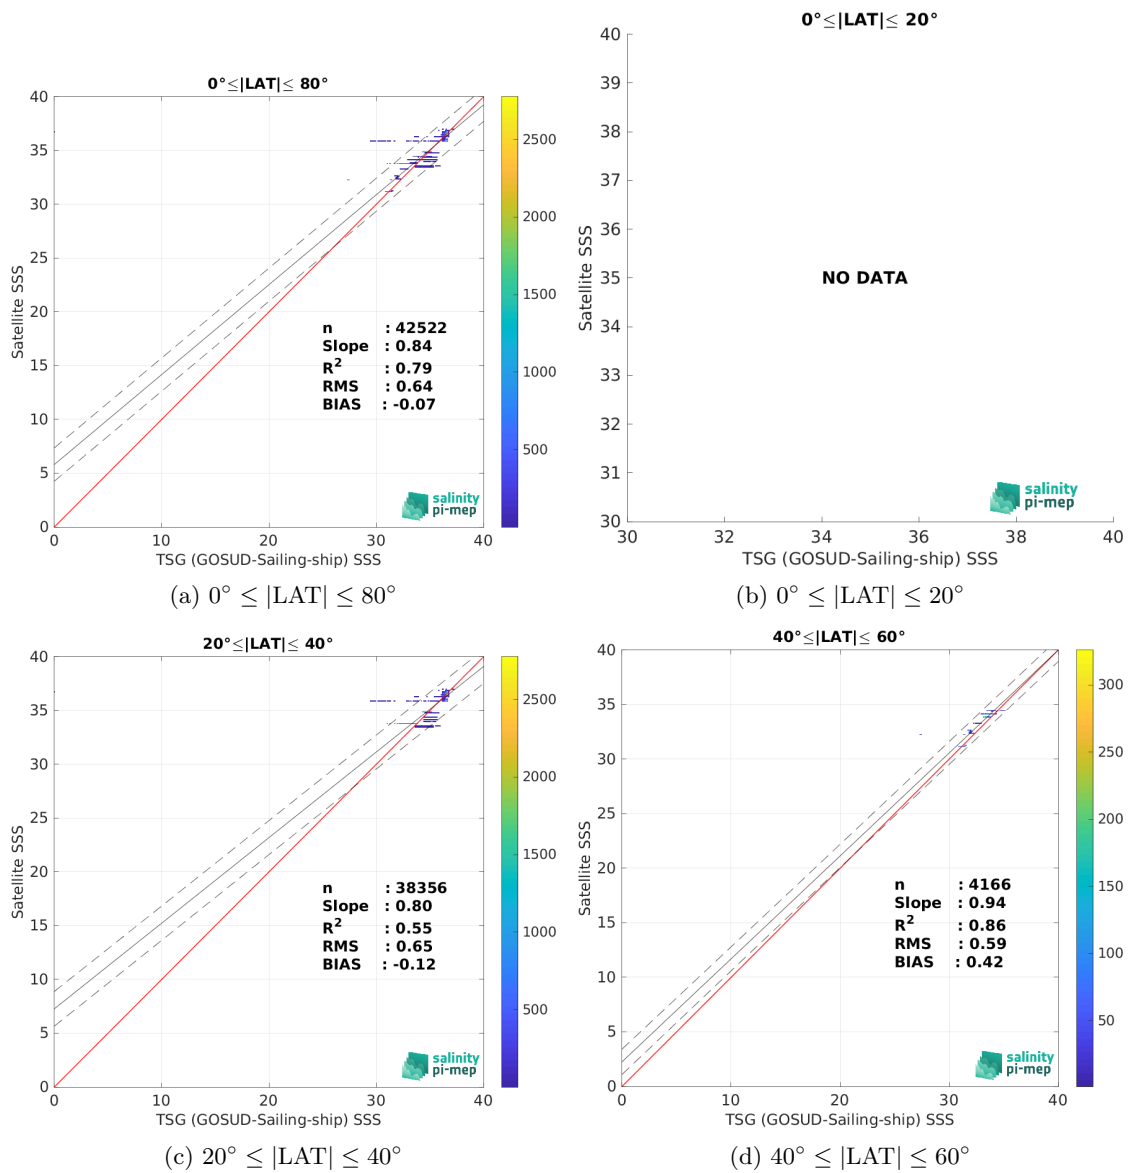 0°≤|LAT|≤ 80°
40
35
30
25
20
15
10
5
0
Satellite SSS
n : 42522
Slope : 0.84
R² : 0.79
RMS : 0.64
BIAS : -0.07
salinity
pi-mep
0 10 20 30 40
TSG (GOSUD-Sailing-ship) SSS
2500
2000
1500
1000
500
(a) 0° ≤ |LAT| ≤ 80°
0°≤|LAT|≤ 20°
40
39
38
37
36
35
34
33
32
31
30
Satellite SSS
NO DATA
salinity
pi-mep
30 32 34 36 38 40
TSG (GOSUD-Sailing-ship) SSS
(b) 0° ≤ |LAT| ≤ 20°
20°≤|LAT|≤ 40°
40
35
30
25
20
15
10
5
0
Satellite SSS
n : 38356
Slope : 0.80
R² : 0.55
RMS : 0.65
BIAS : -0.12
salinity
pi-mep
0 10 20 30 40
TSG (GOSUD-Sailing-ship) SSS
2500
2000
1500
1000
500
(c) 20° ≤ |LAT| ≤ 40°
40°≤|LAT|≤ 60°
40
35
30
25
20
15
10
5
0
Satellite SSS
n : 4166
Slope : 0.94
R² : 0.86
RMS : 0.59
BIAS : 0.42
salinity
pi-mep
0 10 20 30 40
TSG (GOSUD-Sailing-ship) SSS
300
250
200
150
100
50
(d) 40° ≤ |LAT| ≤ 60°